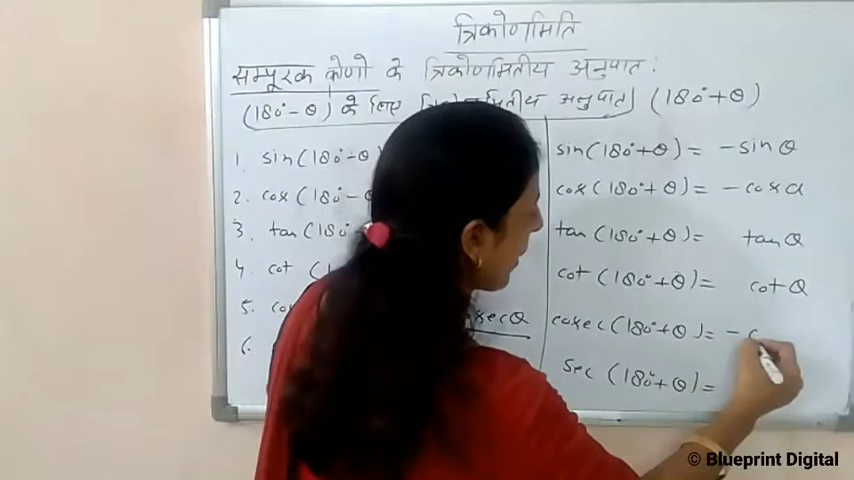 त्रिकोणमिति
सम्पूरक कोणो के त्रिकोणमितीय अनुपात :
(180° - θ) के लिए त्रिकोणमितीय अनुपात (180° + θ)
1. sin (180° - θ
2. cos (180° - θ
3. tan (180°
4. cot (
5.
6.
secθ
sin (180° + θ) = - sin θ
cos (180° + θ) = - cos
tan (180° + θ) = tan θ
cot (180° + θ) = cot θ
cosec (180° + θ) = - c
sec (180° + θ) =
© Blueprint Digital